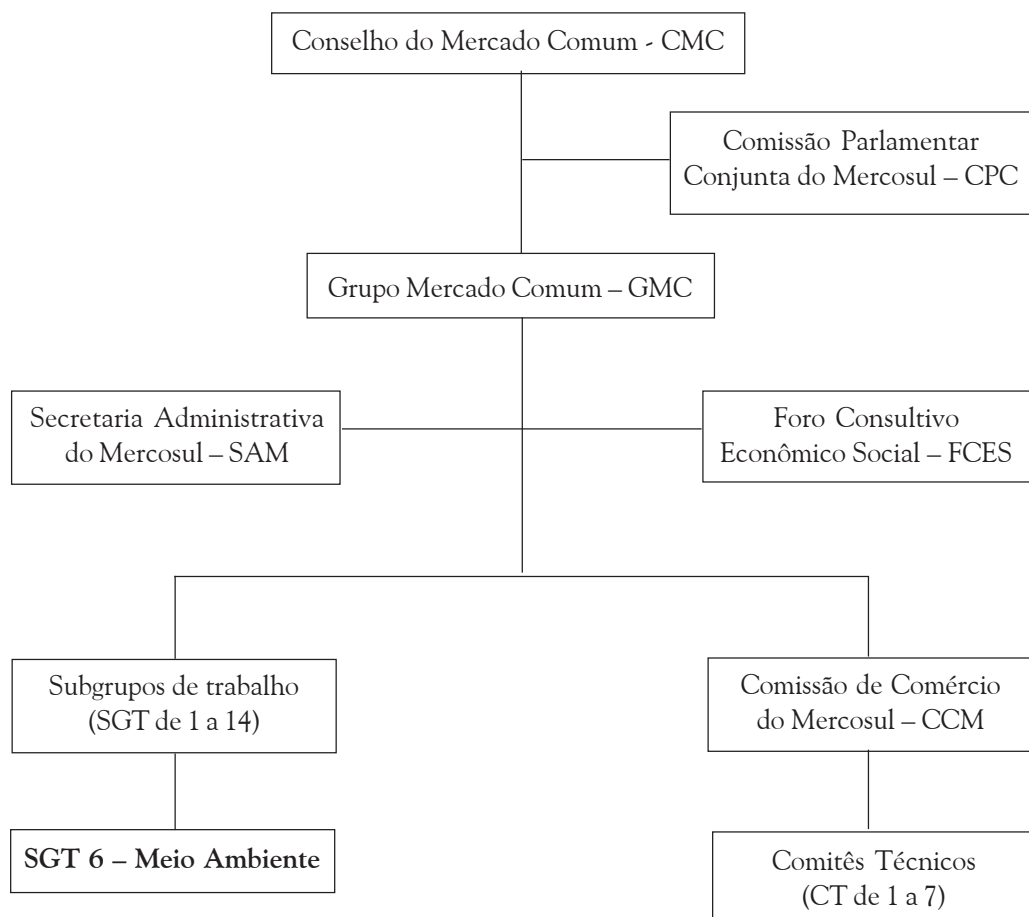 Conselho do Mercado Comum - CMC
Comissão Parlamentar
Conjunta do Mercosul – CPC
Grupo Mercado Comum – GMC
Secretaria Administrativa
do Mercosul – SAM
Foro Consultivo
Econômico Social – FCES
Subgrupos de trabalho
(SGT de 1 a 14)
Comissão de Comércio
do Mercosul – CCM
SGT 6 – Meio Ambiente
Comitês Técnicos
(CT de 1 a 7)